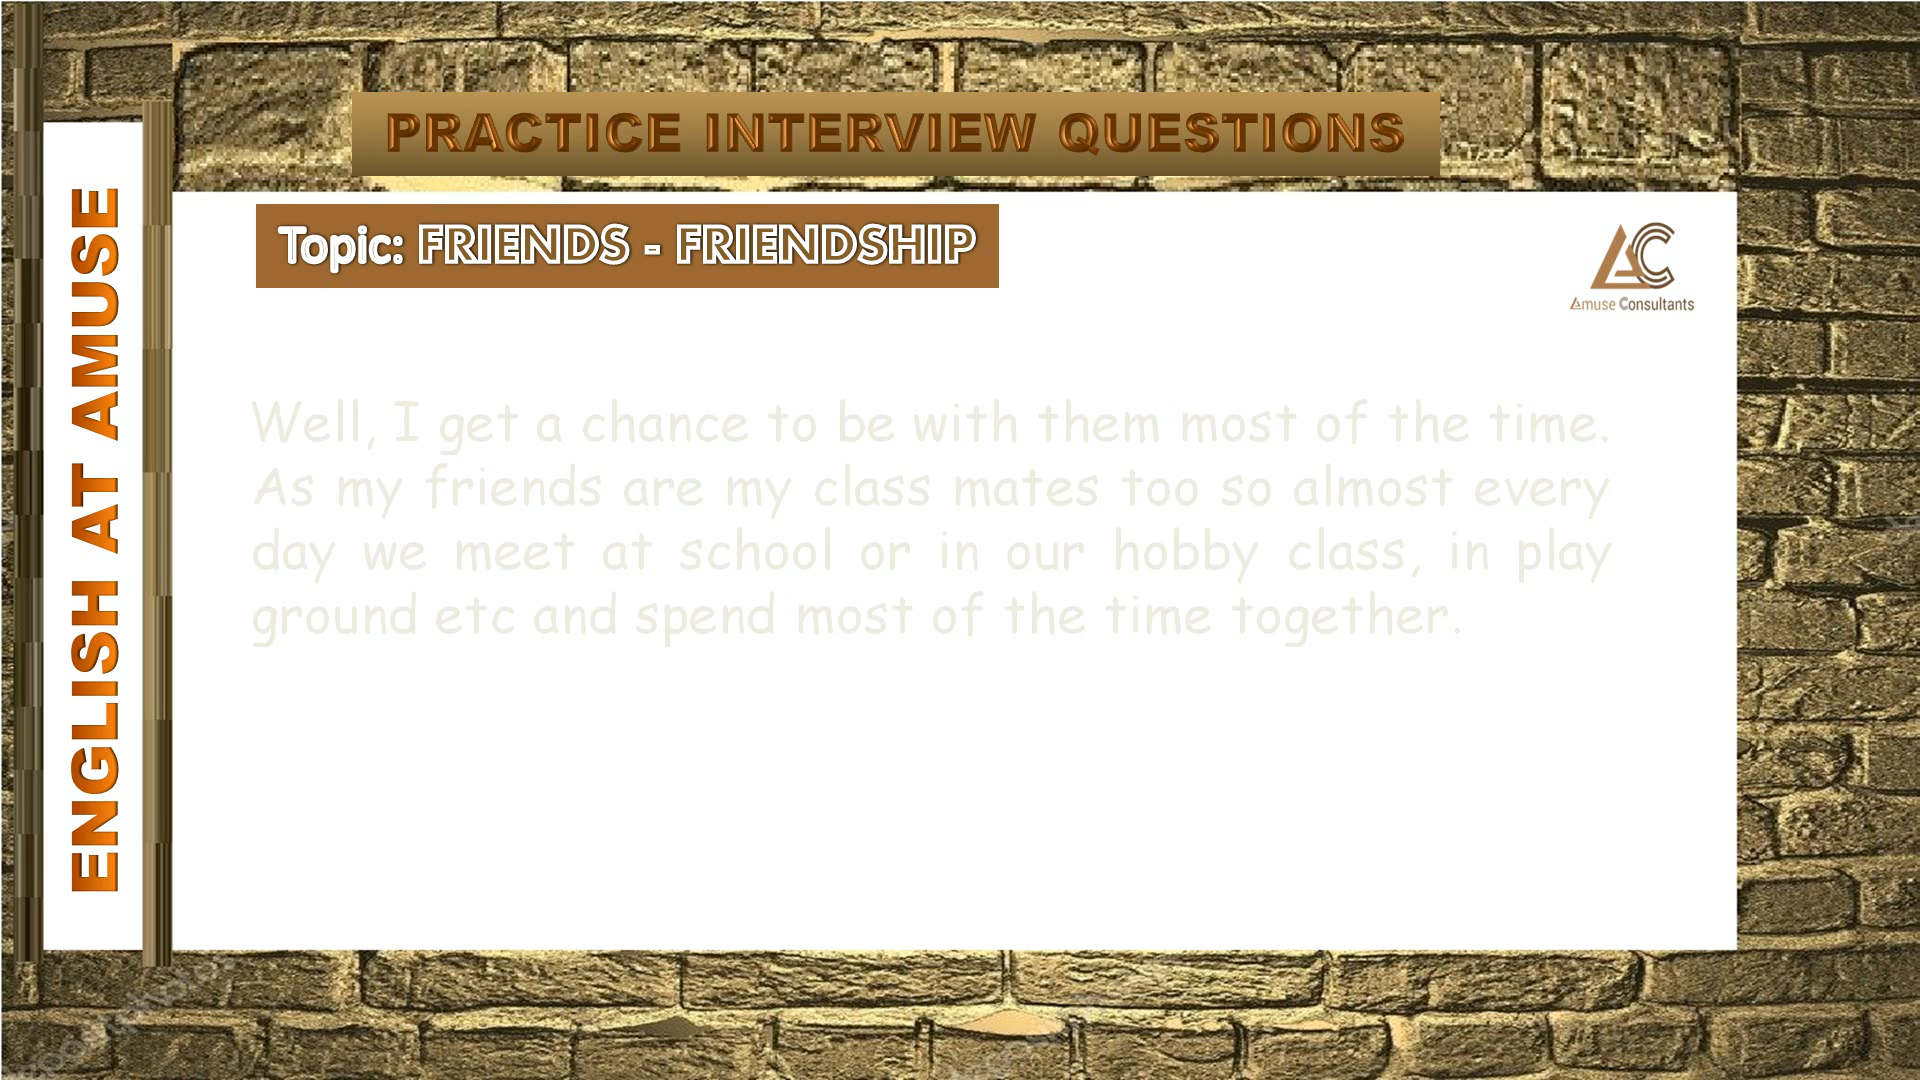 PRACTICE INTERVIEW QUESTIONS
Topic: FRIENDS - FRIENDSHIP
AC
Amuse Consultants
ENGLISH AT AMUSE
Well, I get a chance to be with them most of the time.
As my friends are my class mates too so almost every
day we meet at school or in our hobby class, in play
ground etc and spend most of the time together.